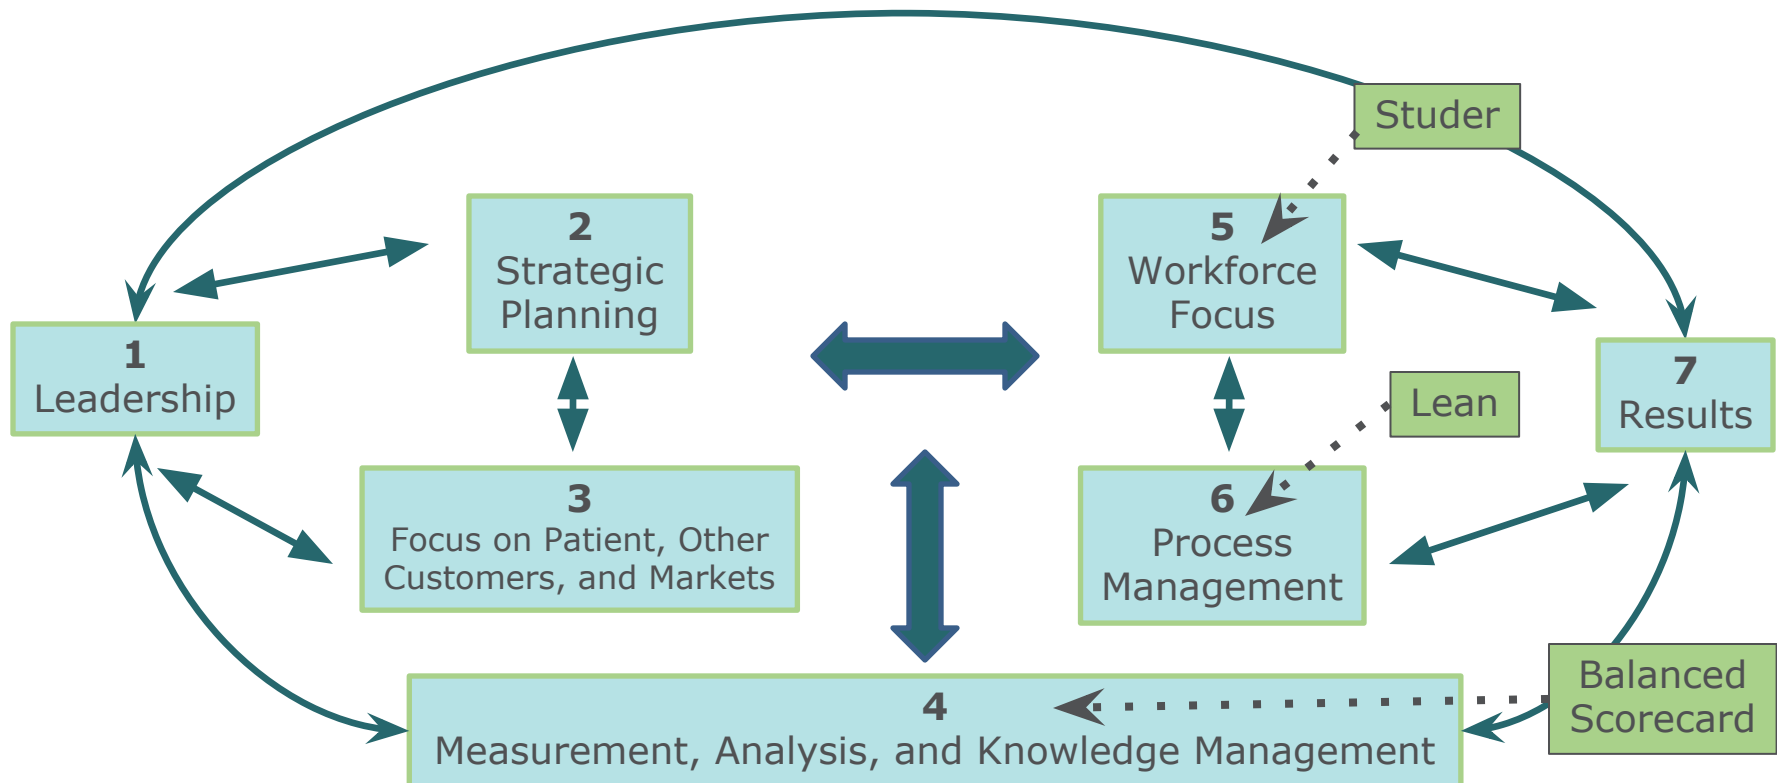 Studer
2
Strategic
Planning
5
Workforce
Focus
1
Leadership
7
Results
Lean
3
Focus on Patient, Other
Customers, and Markets
6
Process
Management
Balanced
Scorecard
4
Measurement, Analysis, and Knowledge Management